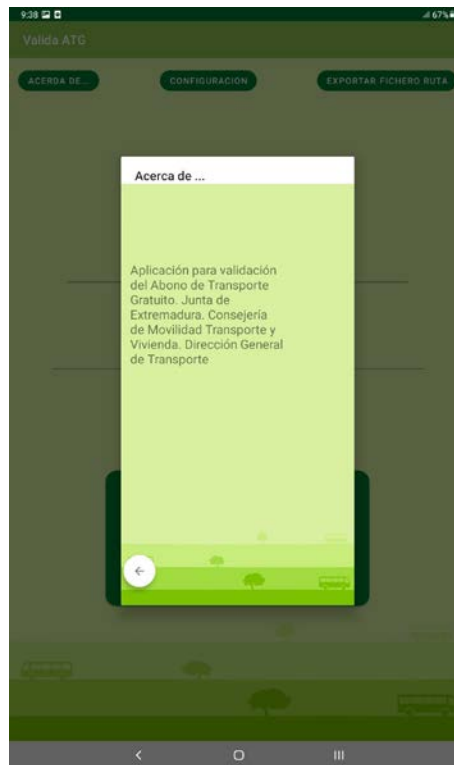 9:38
67%
Valida ATG
ACERDA DE...
CONFIGURACIÓN
EXPORTAR FICHERO RUTA
Acerca de ...
Aplicación para validación
del Abono de Transporte
Gratuito. Junta de
Extremadura. Consejería
de Movilidad Transporte y
Vivienda. Dirección General
de Transporte